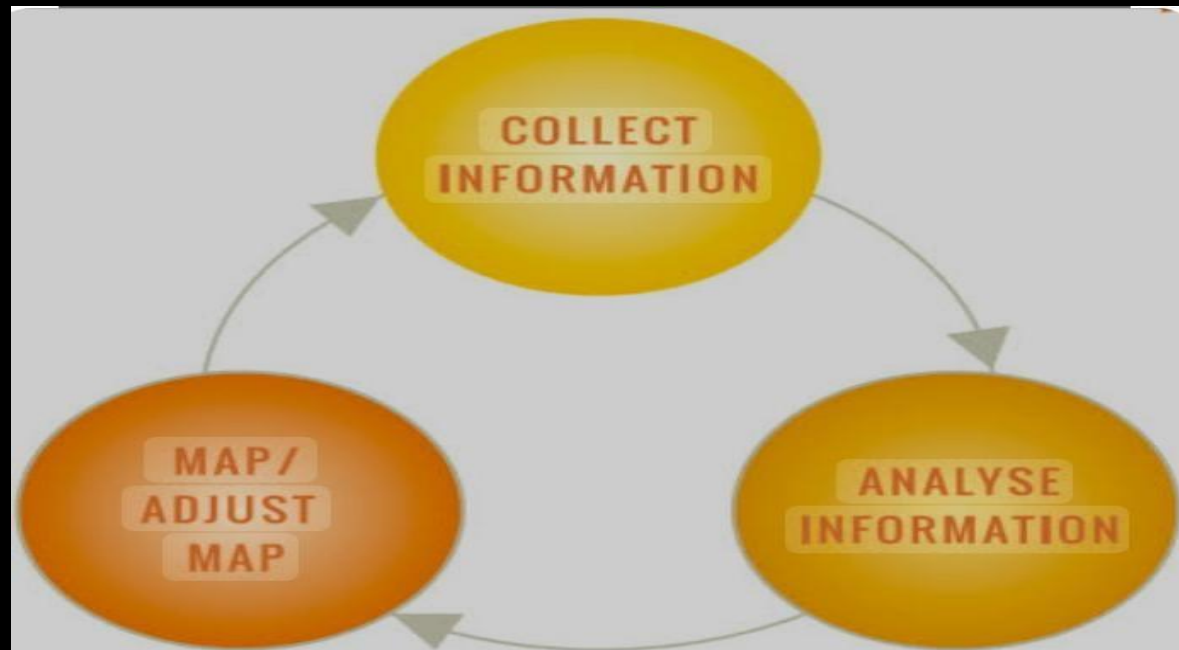 COLLECT
INFORMATION
ANALYSE
INFORMATION
MAP/
ADJUST
MAP